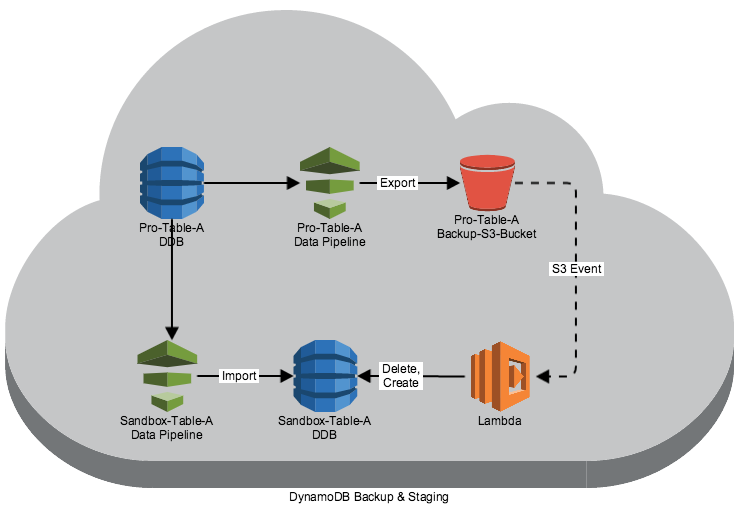 Export
Pro-Table-A
DDB
Pro-Table-A
Data Pipeline
Pro-Table-A
Backup-S3-Bucket
S3 Event
Import
Delete,
Create
Sandbox-Table-A
Data Pipeline
Sandbox-Table-A
DDB
Lambda
DynamoDB Backup & Staging